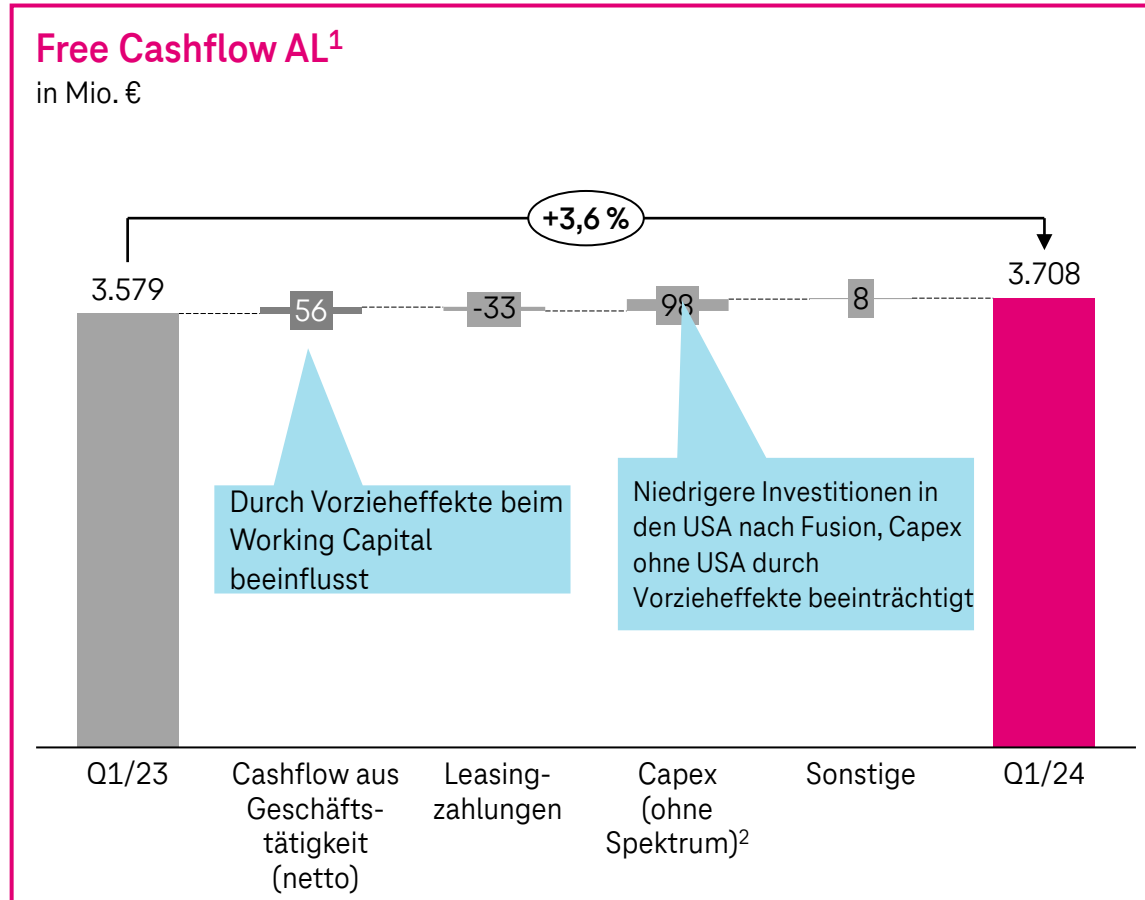 Free Cashflow AL¹
in Mio. €
+3,6 %
3.579
56
-33
98
8
3.708
Durch Vorzieheffekte beim
Working Capital
beeinflusst
Niedrigere Investitionen in
den USA nach Fusion, Capex
ohne USA durch
Vorzieheffekte beeinträchtigt
Q1/23
Cashflow aus
Geschäfts-
tätigkeit
(netto)
Leasing-
zahlungen
Capex
(ohne
Spektrum)²
Sonstige
Q1/24